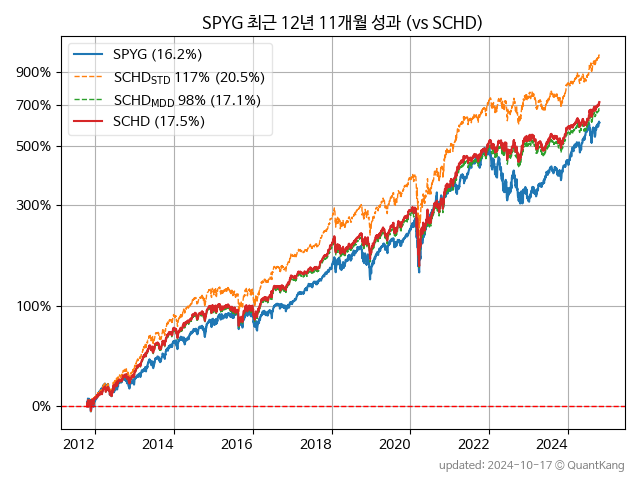 SPYG 최근 12년 11개월 성과 (vs SCHD)
SPYG (16.2%)
SCHD_STD 117% (20.5%)
SCHD_MDD 98% (17.1%)
SCHD (17.5%)
900%
700%
500%
300%
100%
0%
2012 2014 2016 2018 2020 2022 2024
updated: 2024-10-17 © QuantKang